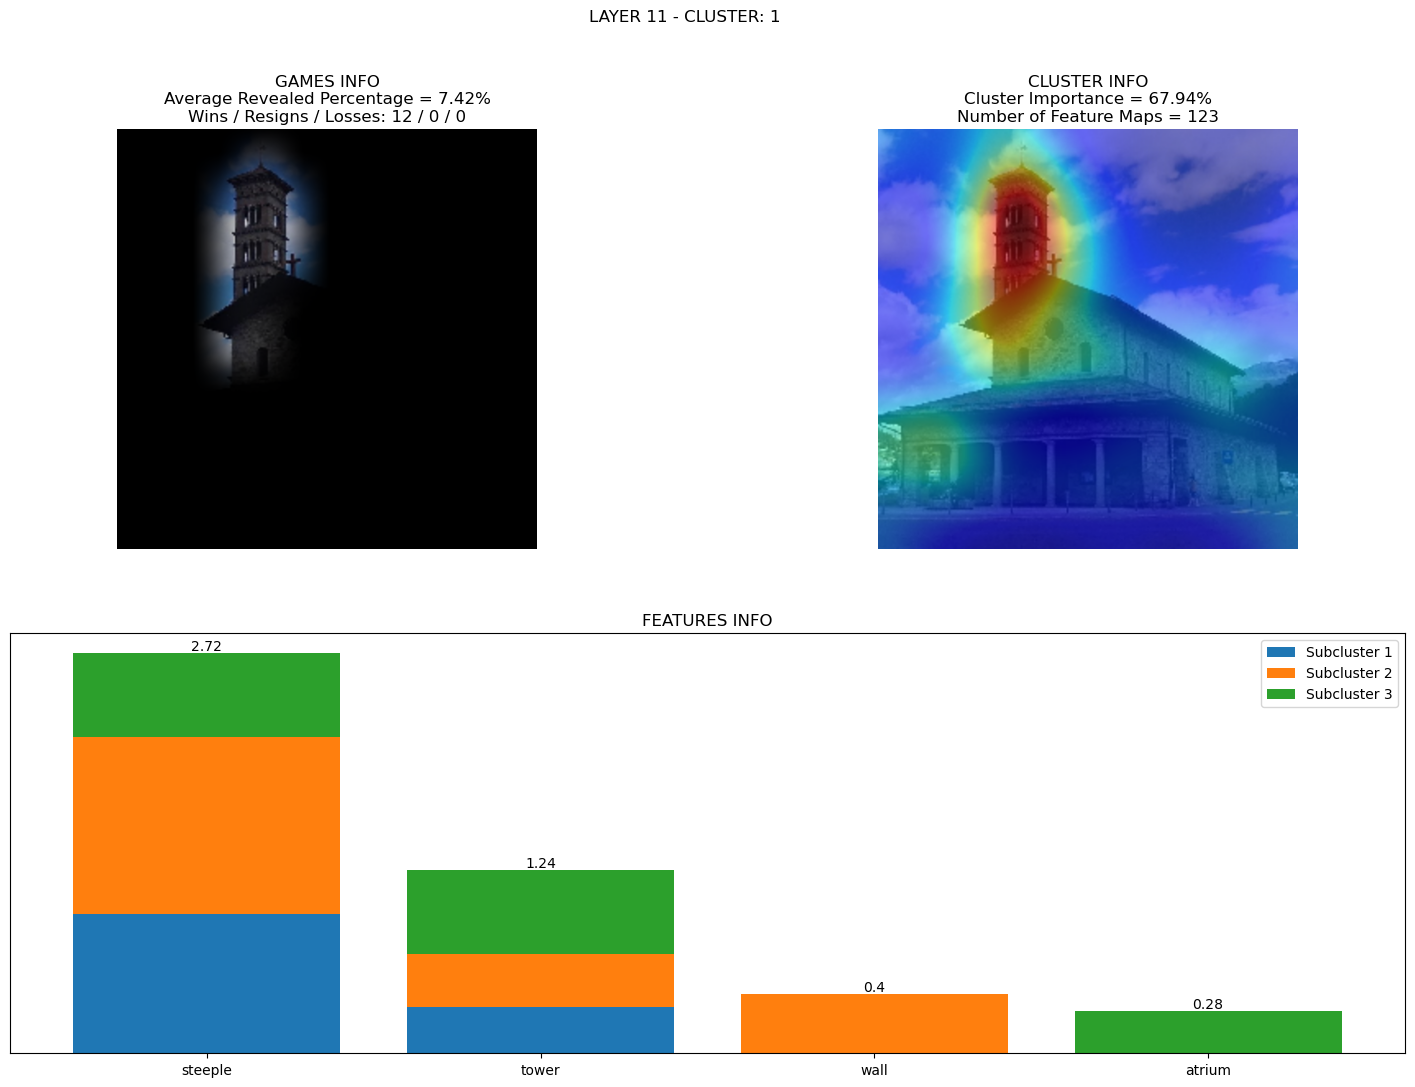 LAYER 11 - CLUSTER: 1
GAMES INFO
Average Revealed Percentage = 7.42%
Wins / Resigns / Losses: 12 / 0 / 0
CLUSTER INFO
Cluster Importance = 67.94%
Number of Feature Maps = 123
FEATURES INFO
2.72
1.24
0.4
0.28
Subcluster 1
Subcluster 2
Subcluster 3
steeple
tower
wall
atrium